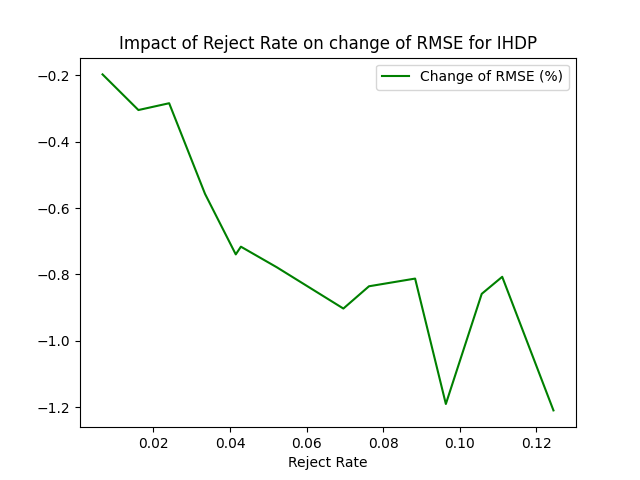 Impact of Reject Rate on change of RMSE for IHDP
Change of RMSE (%)
−0.2
−0.4
−0.6
−0.8
−1.0
−1.2
0.02 0.04 0.06 0.08 0.10 0.12
Reject Rate